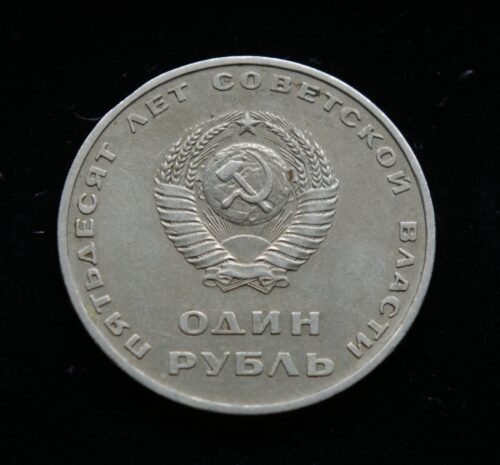 ПЯТЬДЕСЯТ ЛЕТ СОВЕТСКОЙ ВЛАСТИ
ОДИН
РУБЛЬ